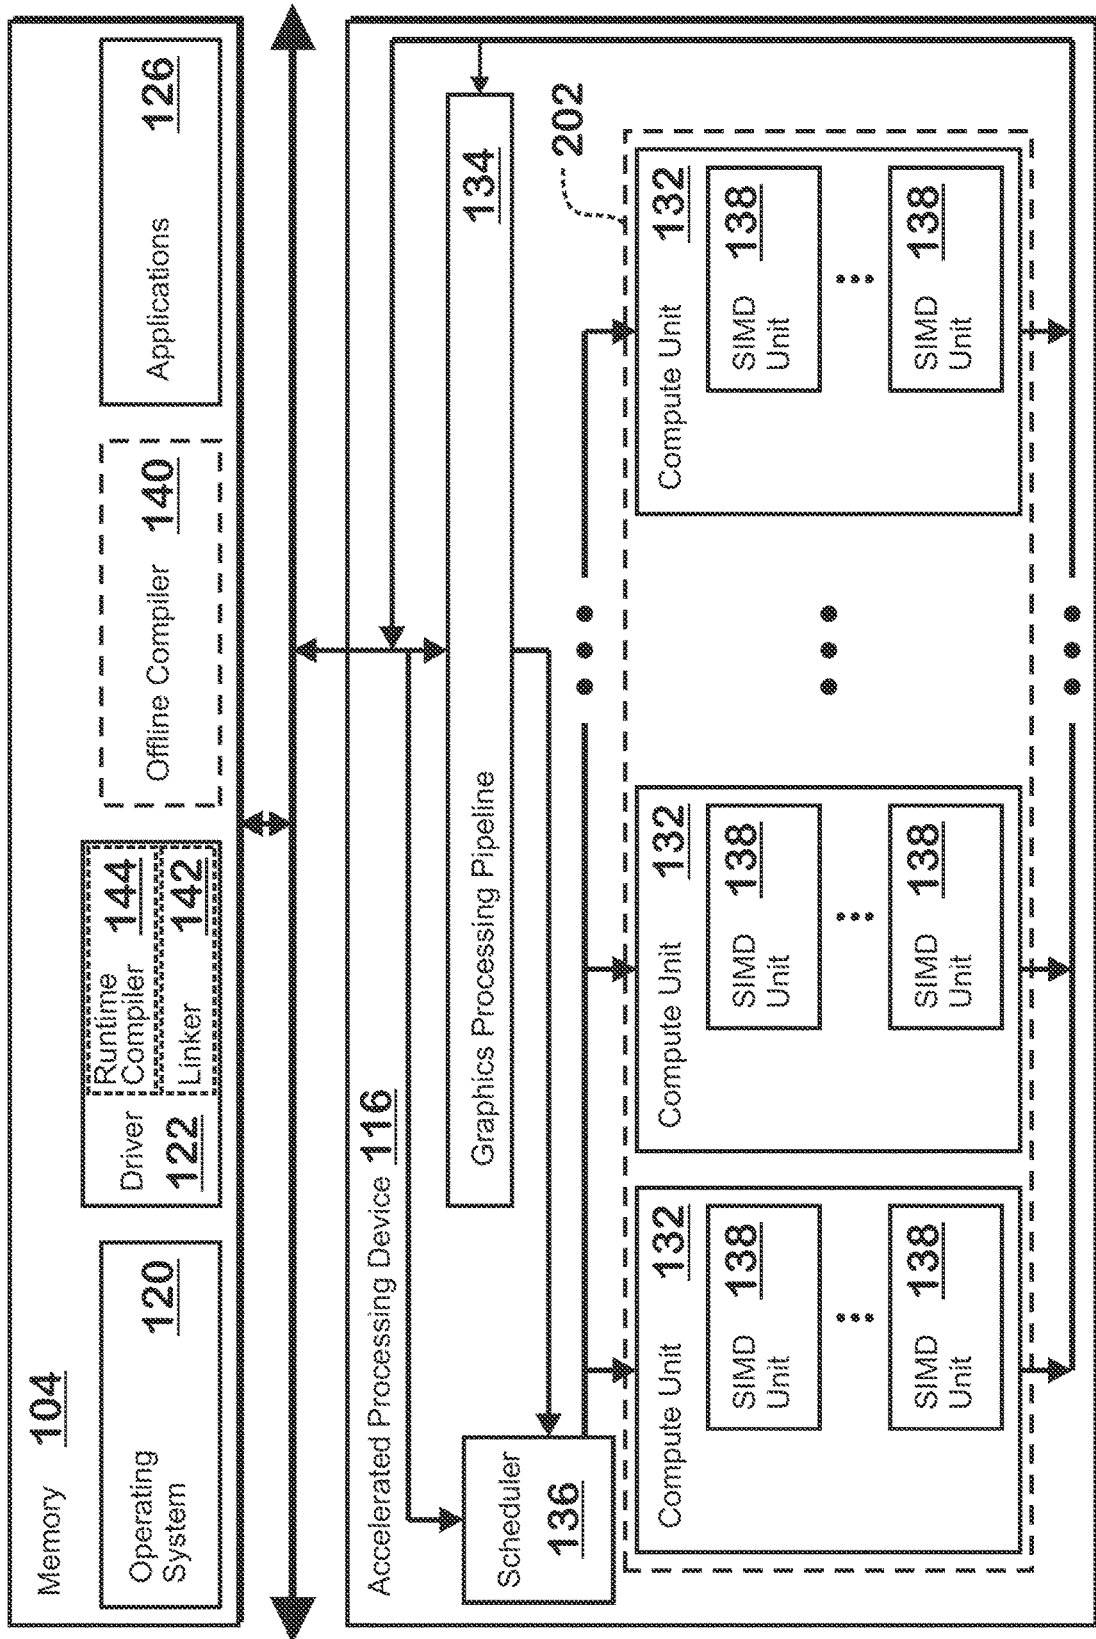 Memory 104
Operating
System
120
Driver
122
Runtime
Compiler
144
Linker
142
Offline Compiler
140
Applications
126
Accelerated Processing Device 116
Graphics Processing Pipeline
134
Scheduler
136
202
Compute Unit
132
SIMD
Unit
138
SIMD
Unit
138
Compute Unit
132
SIMD
Unit
138
SIMD
Unit
138
Compute Unit
132
SIMD
Unit
138
SIMD
Unit
138